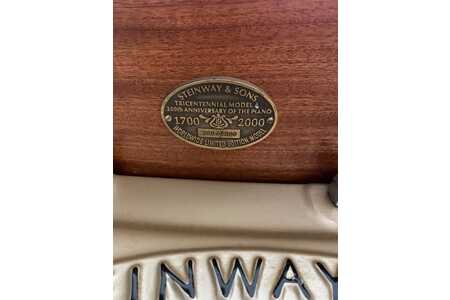 STEINWAY & SONS
TRICENTENNIAL MODEL
300th ANNIVERSARY OF THE PIANO
1700 2000
WORLDWIDE LIMITED EDITION MODEL
INWAY